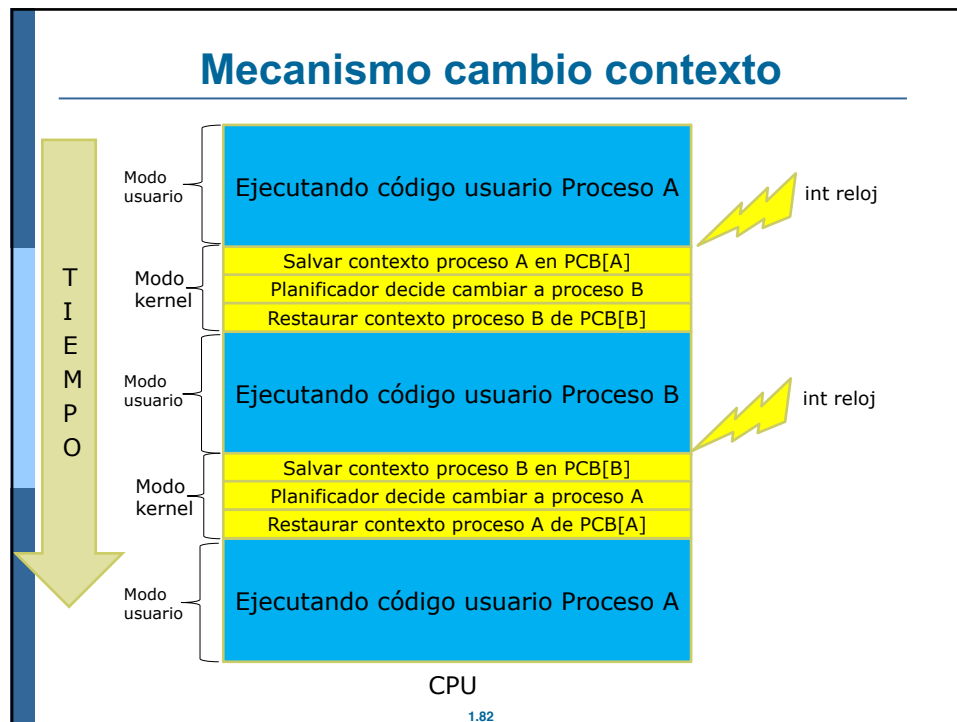 Mecanismo cambio contexto
T
I
E
M
P
O
Modo
usuario
Ejecutando código usuario Proceso A
int reloj
Modo
kernel
Salvar contexto proceso A en PCB[A]
Planificador decide cambiar a proceso B
Restaurar contexto proceso B de PCB[B]
Modo
usuario
Ejecutando código usuario Proceso B
int reloj
Modo
kernel
Salvar contexto proceso B en PCB[B]
Planificador decide cambiar a proceso A
Restaurar contexto proceso A de PCB[A]
Modo
usuario
Ejecutando código usuario Proceso A
CPU
1.82